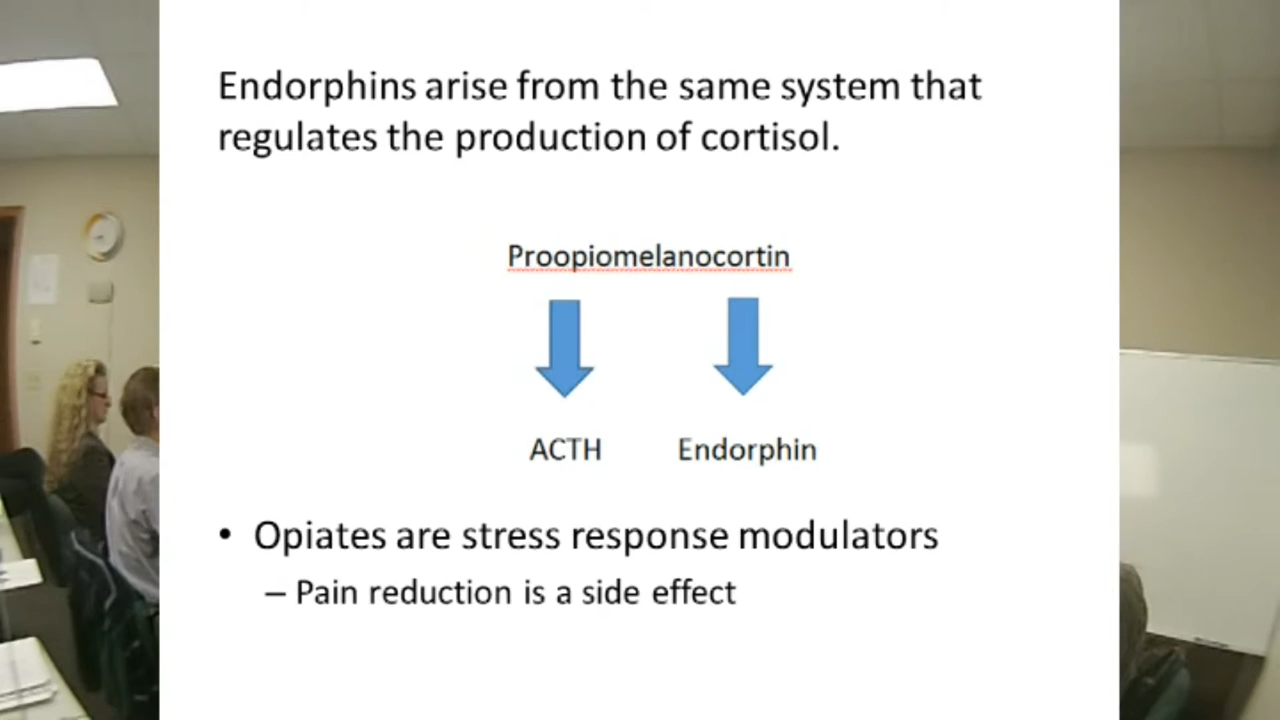 Endorphins arise from the same system that
regulates the production of cortisol.
Proopiomelanocortin
ACTH Endorphin
• Opiates are stress response modulators
– Pain reduction is a side effect